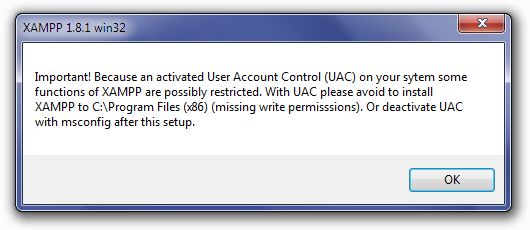 XAMPP 1.8.1 win32
Important! Because an activated User Account Control (UAC) on your sytem some
functions of XAMPP are possibly restricted. With UAC please avoid to install
XAMPP to C:\Program Files (x86) (missing write permisssions). Or deactivate UAC
with msconfig after this setup.
OK